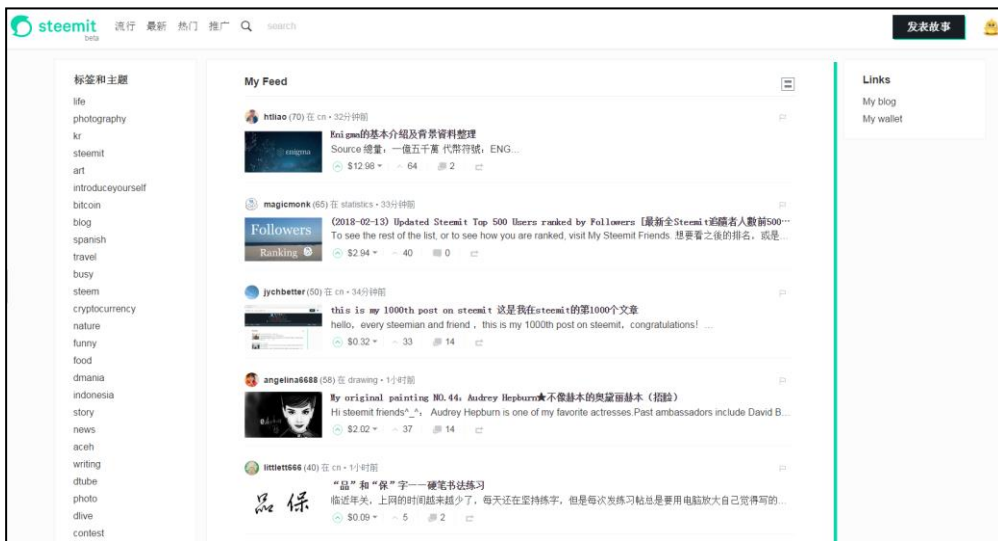 steemit
beta
流行 最新 热门 推广 search
发表故事
标签和主题
life
photography
kr
steemit
art
introduceyourself
bitcoin
blog
spanish
travel
busy
steem
cryptocurrency
nature
funny
food
dmania
indonesia
story
news
aceh
writing
dtube
photo
dlive
contest
My Feed
htliao (70) 在 cn • 32分钟前
enigma
Enigma的基本介绍及背景資料整理
Source 總量：一億五千萬 代幣符號：ENG...
$12.98 64 2
magicmonk (65) 在 statistics • 33分钟前
Followers
Ranking
(2018-02-13) Updated Steemit Top 500 Users ranked by Followers [最新全Steemit追蹤者人數前500...
To see the rest of the list, or to see how you are ranked, visit My Steemit Friends. 想要看之後的排名，或是...
$2.94 40 0
jychbetter (50) 在 cn • 34分钟前
this is my 1000th post on steemit 这是我在steemit的第1000个文章
hello，every steemian and friend ，this is my 1000th post on steemit，congratulations！ ....
$0.32 33 14
angelina6688 (58) 在 drawing • 1小时前
My original painting NO.44：Audrey Hepburn★不像赫本的奥黛丽赫本（捂脸）
Hi steemit friends^_^： Audrey Hepburn is one of my favorite actresses.Past ambassadors include David B...
$2.02 37 14
littlett666 (40) 在 cn • 1小时前
品 保
“品”和“保”字——硬笔书法练习
临近年关，上网的时间越来越少了，每天还在坚持练字，但是每次发练习帖总是要用电脑放大自己觉得写的...
$0.09 5 2
Links
My blog
My wallet